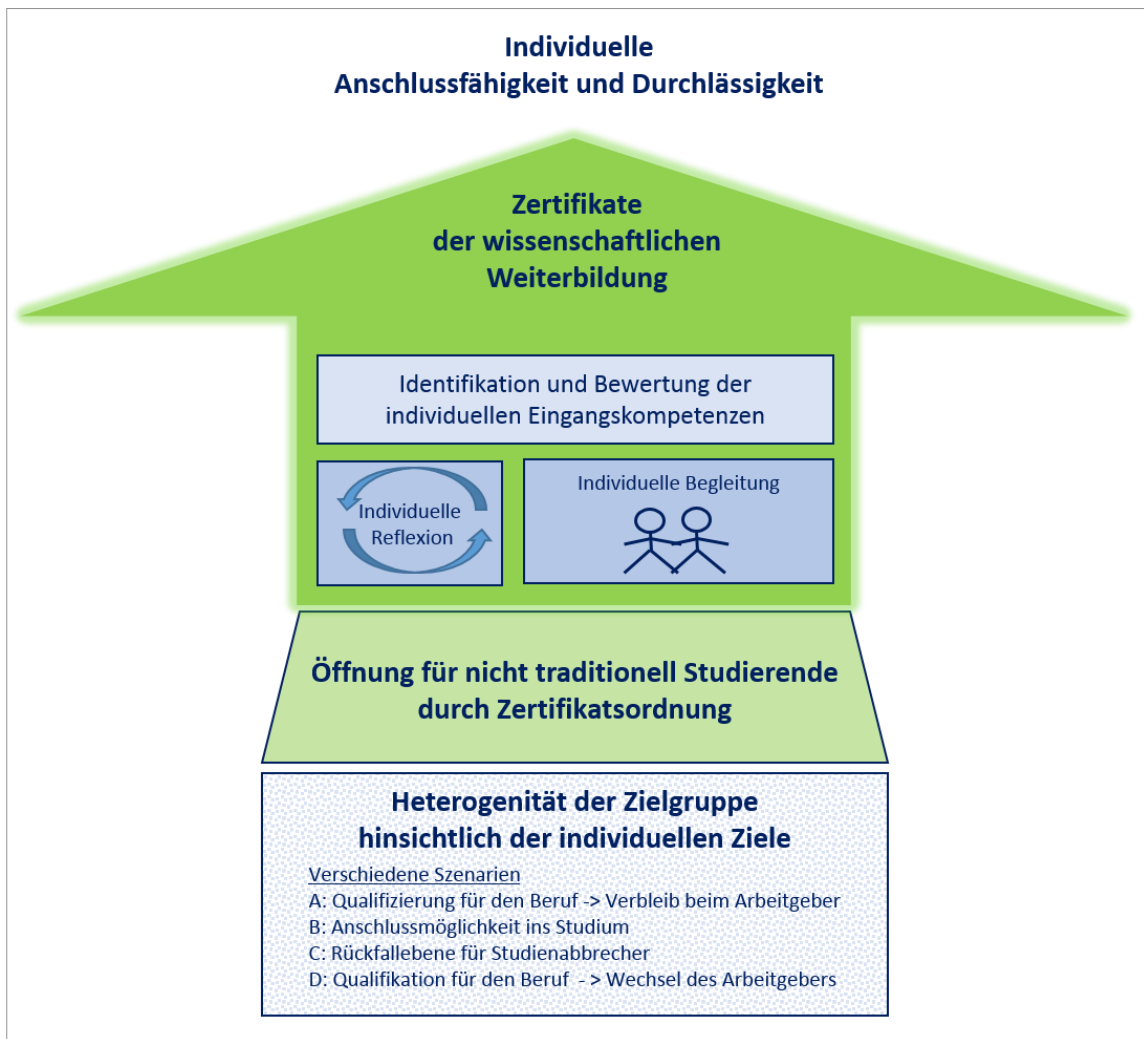 Individuelle
Anschlussfähigkeit und Durchlässigkeit
Zertifikate
der wissenschaftlichen
Weiterbildung
Identifikation und Bewertung der
individuellen Eingangskompetenzen
Individuelle
Reflexion
Individuelle Begleitung
Öffnung für nicht traditionell Studierende
durch Zertifikatsordnung
Heterogenität der Zielgruppe
hinsichtlich der individuellen Ziele
Verschiedene Szenarien
A: Qualifizierung für den Beruf -> Verbleib beim Arbeitgeber
B: Anschlussmöglichkeit ins Studium
C: Rückfallebene für Studienabbrecher
D: Qualifikation für den Beruf  - > Wechsel des Arbeitgebers